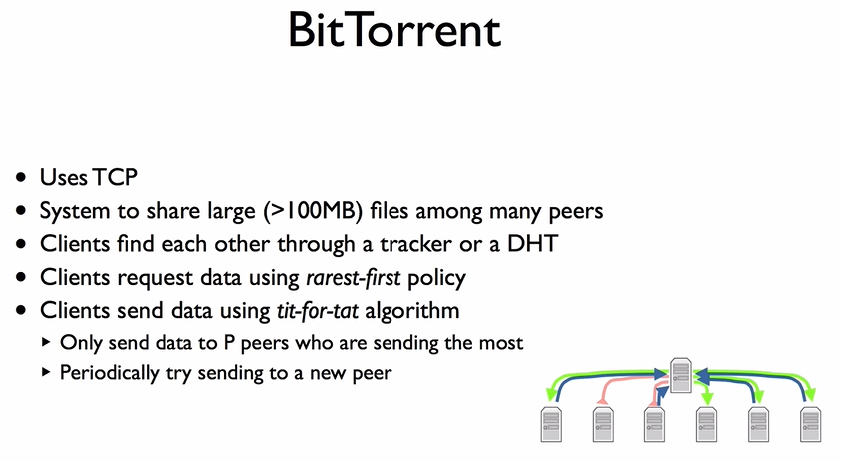 BitTorrent
• Uses TCP
• System to share large (>100MB) files among many peers
• Clients find each other through a tracker or a DHT
• Clients request data using rarest-first policy
• Clients send data using tit-for-tat algorithm
‣ Only send data to P peers who are sending the most
‣ Periodically try sending to a new peer